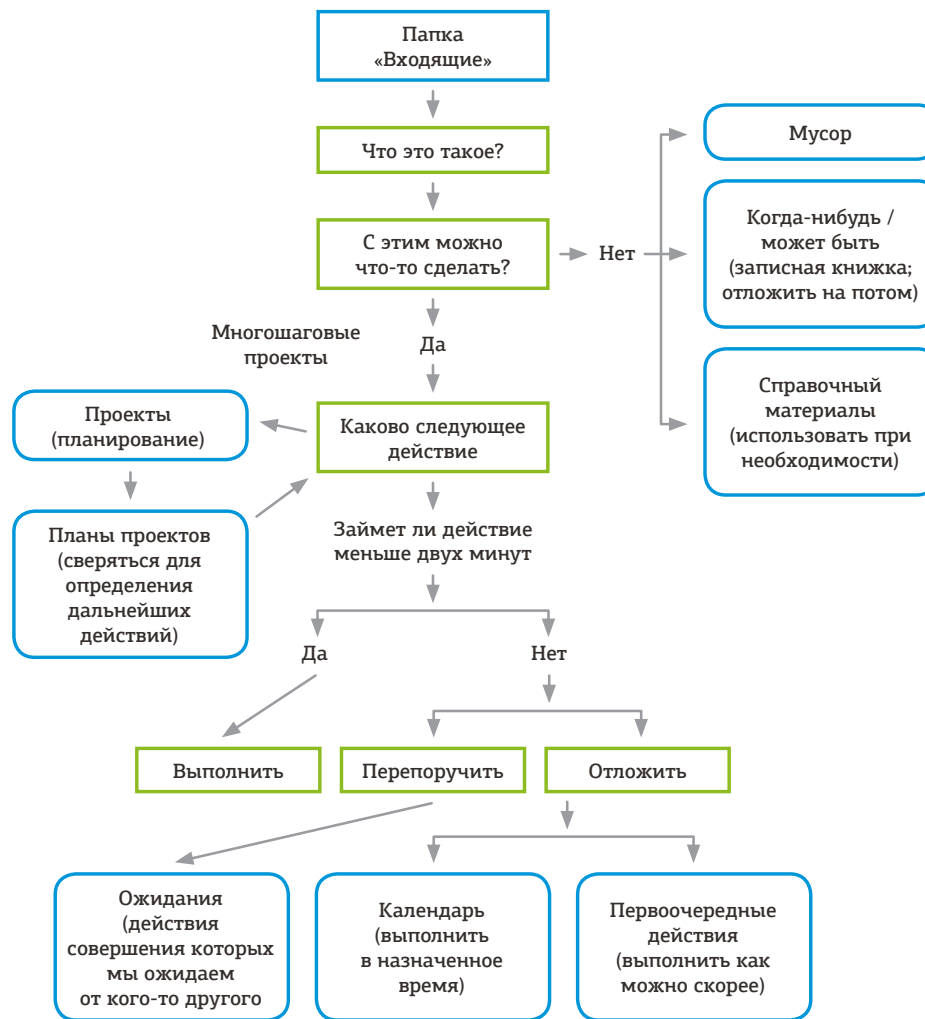 Папка
«Входящие»
Что это такое?
С этим можно
что-то сделать?
Нет
Мусор
Когда-нибудь /
может быть
(записная книжка;
отложить на потом)
Справочный
материалы
(использовать при
необходимости)
Многошаговые
проекты
Да
Проекты
(планирование)
Каково следующее
действие
Планы проектов
(сверяться для
определения
дальнейших
действий)
Займет ли действие
меньше двух минут
Да
Нет
Выполнить
Перепоручить
Отложить
Ожидания
(действия
совершения которых
мы ожидаем
от кого-то другого
Календарь
(выполнить
в назначенное
время)
Первоочередные
действия
(выполнить как
можно скорее)